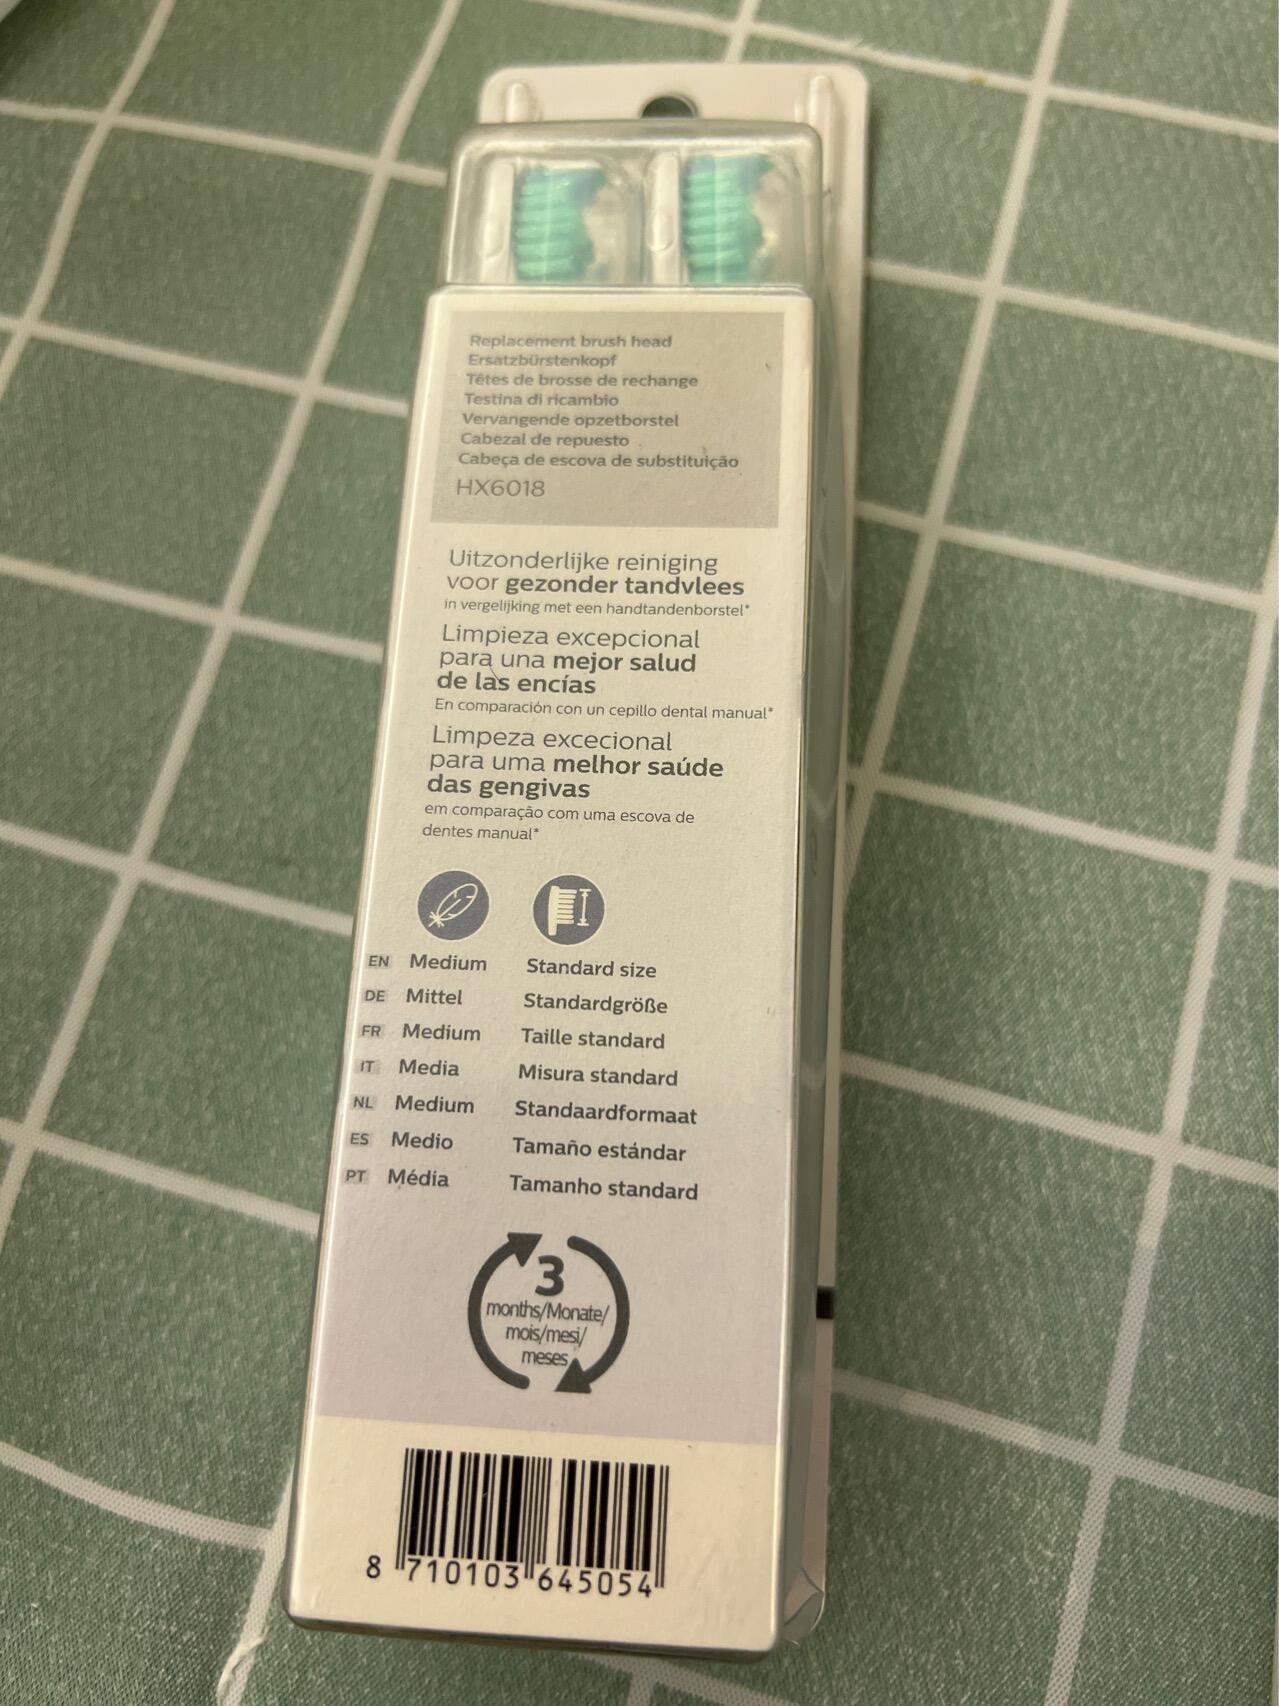 Replacement brush head
Ersatzbürstenkopf
Têtes de brosse de rechange
Testina di ricambio
Vervangende opzetborstel
Cabezal de repuesto
Cabeça de escova de substituição
HX6018
Uitzonderlijke reiniging
voor gezonder tandvlees
in vergelijking met een handtandenborstel*
Limpieza excepcional
para una mejor salud
de las encías
En comparación con un cepillo dental manual*
Limpeza excecional
para uma melhor saúde
das gengivas
em comparação com uma escova de
dentes manual*
EN Medium Standard size
DE Mittel Standardgröße
FR Medium Taille standard
IT Media Misura standard
NL Medium Standaardformaat
ES Medio Tamaño estándar
PT Média Tamanho standard
3
months/Monate/
mois/mesi/
meses
8 710103 645054